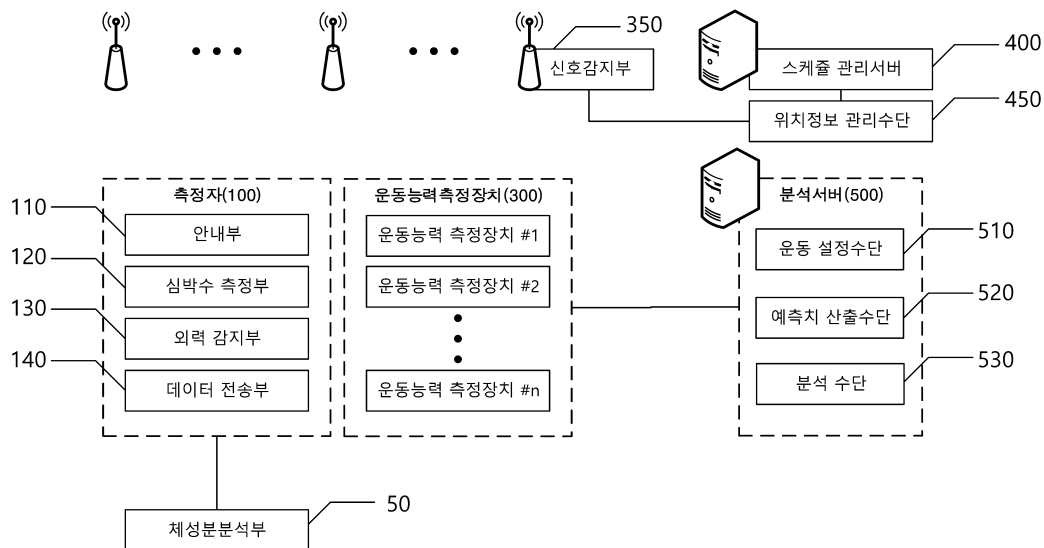 350
신호감지부
스케쥴 관리서버
400
위치정보 관리수단
450
측정자(100)
110
안내부
120
심박수 측정부
130
외력 감지부
140
데이터 전송부
운동능력측정장치(300)
운동능력 측정장치 #1
운동능력 측정장치 #2
운동능력 측정장치 #n
분석서버(500)
운동 설정수단
510
예측치 산출수단
520
분석 수단
530
체성분분석부
50